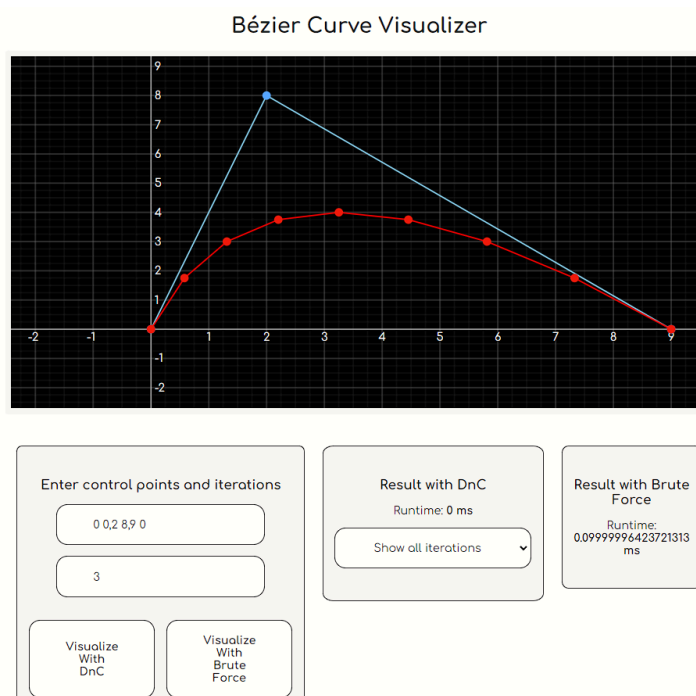 Bézier Curve Visualizer
9
8
7
6
5
4
3
2
1
-2 -1 1 2 3 4 5 6 7 8 9
-1
-2
Enter control points and iterations
0 0,2 8,9 0
3
Visualize
With
DnC
Visualize
With
Brute
Force
Result with DnC
Runtime: 0 ms
Show all iterations
Result with Brute
Force
Runtime:
0.09999996423721313
ms